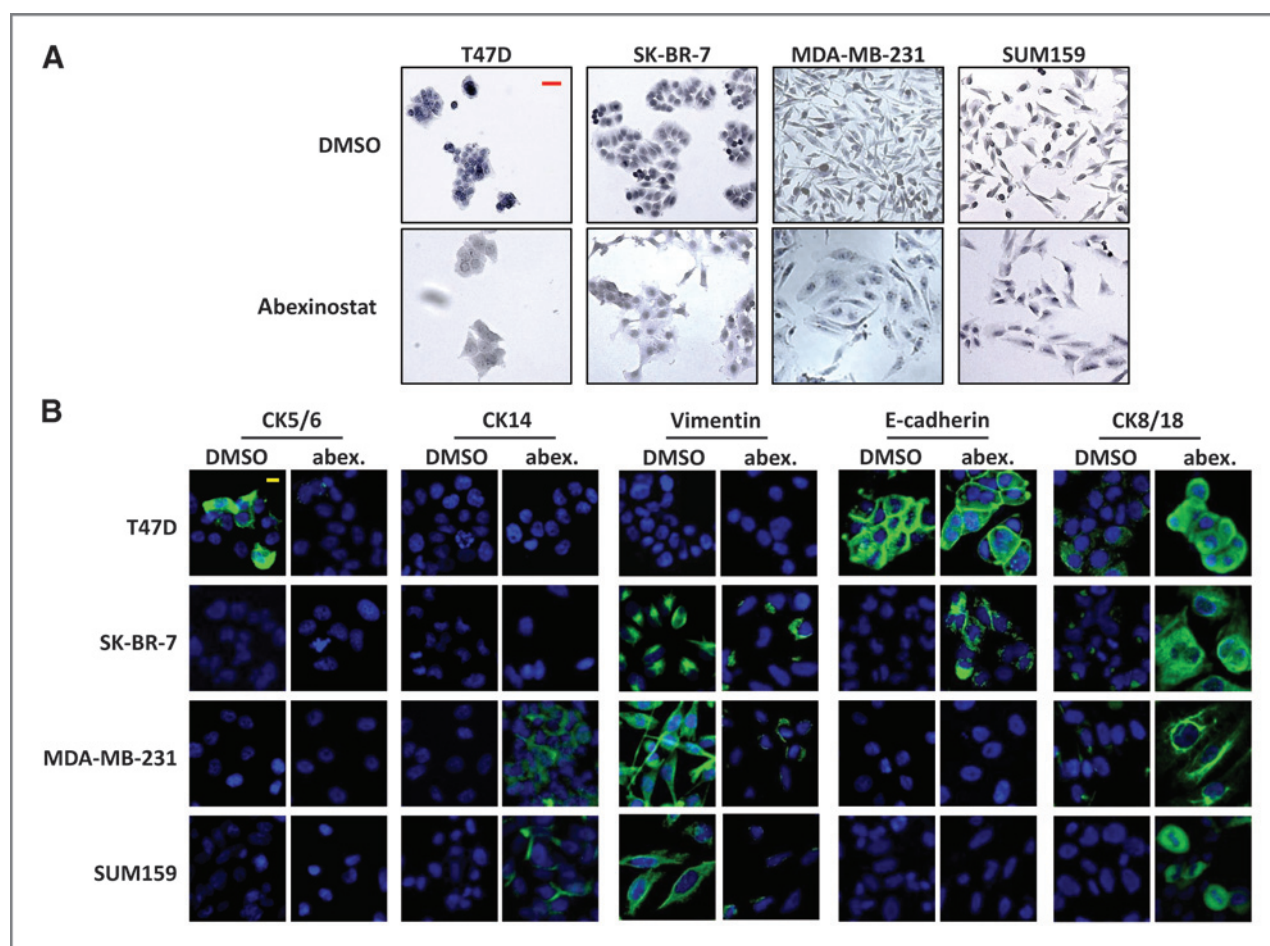 A
T47D SK-BR-7 MDA-MB-231 SUM159
DMSO
Abexinostat
B
CK5/6 CK14 Vimentin E-cadherin CK8/18
DMSO abex. DMSO abex. DMSO abex. DMSO abex. DMSO abex.
T47D
SK-BR-7
MDA-MB-231
SUM159